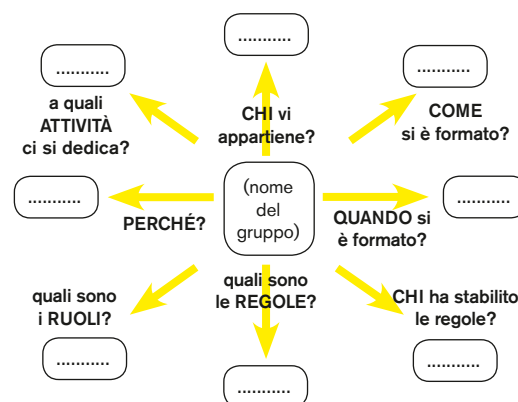 ...........
...........
...........
a quali
ATTIVITÀ
ci si dedica?
CHI vi
appartiene?
COME
si è formato?
...........
PERCHÉ?
(nome
del
gruppo)
QUANDO si
è formato?
...........
quali sono
i RUOLI?
quali sono
le REGOLE?
CHI ha stabilito
le regole?
...........
...........
...........